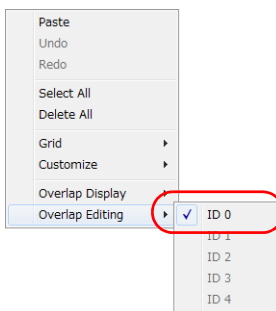 Paste
Undo
Redo
Select All
Delete All
Grid
Customize
Overlap Display
Overlap Editing
ID 0
ID 1
ID 2
ID 3
ID 4